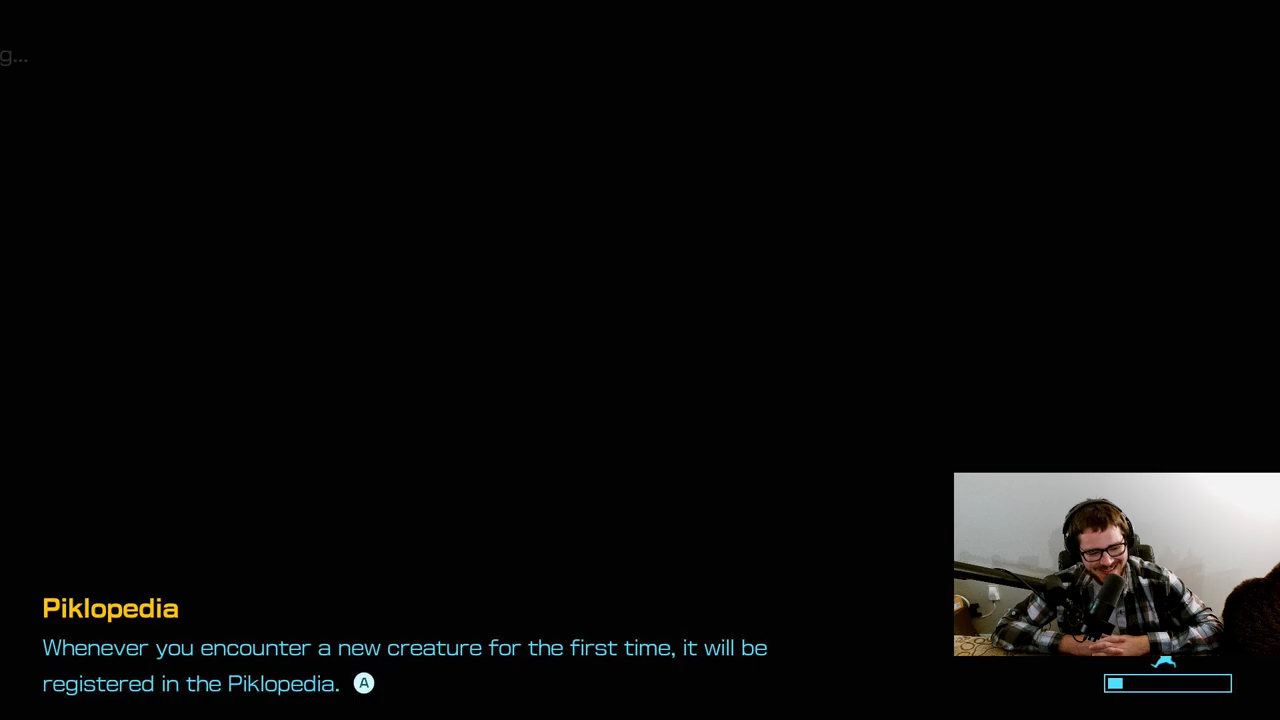 g...
Piklopedia
Whenever you encounter a new creature for the first time, it will be
registered in the Piklopedia. A